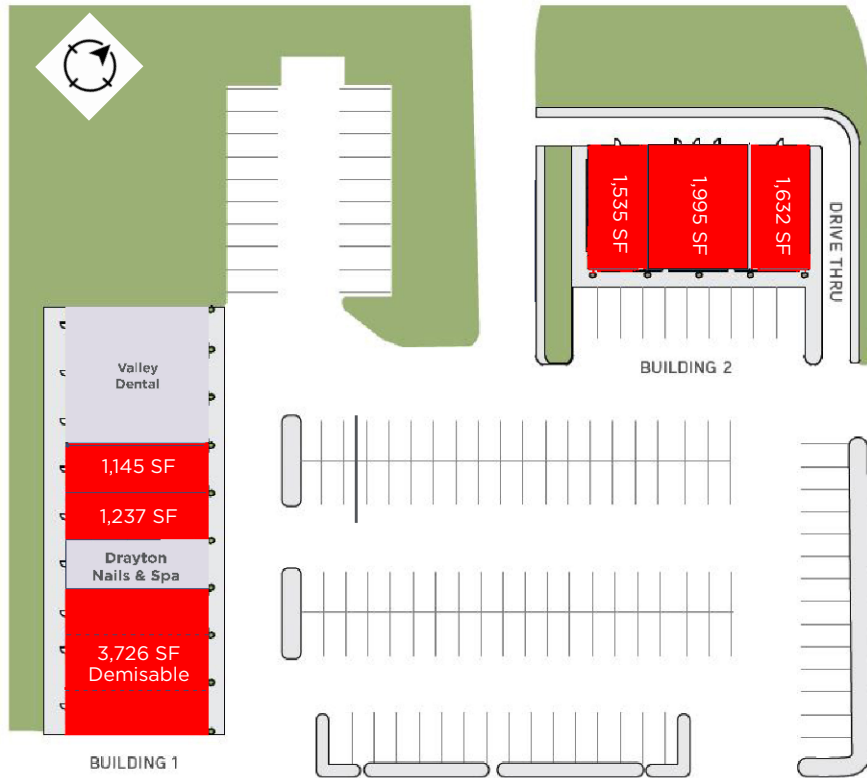 1,535 SF
1,995 SF
1,632 SF
DRIVE THRU
BUILDING 2
Valley
Dental
1,145 SF
1,237 SF
Drayton
Nails & Spa
3,726 SF
Demisable
BUILDING 1